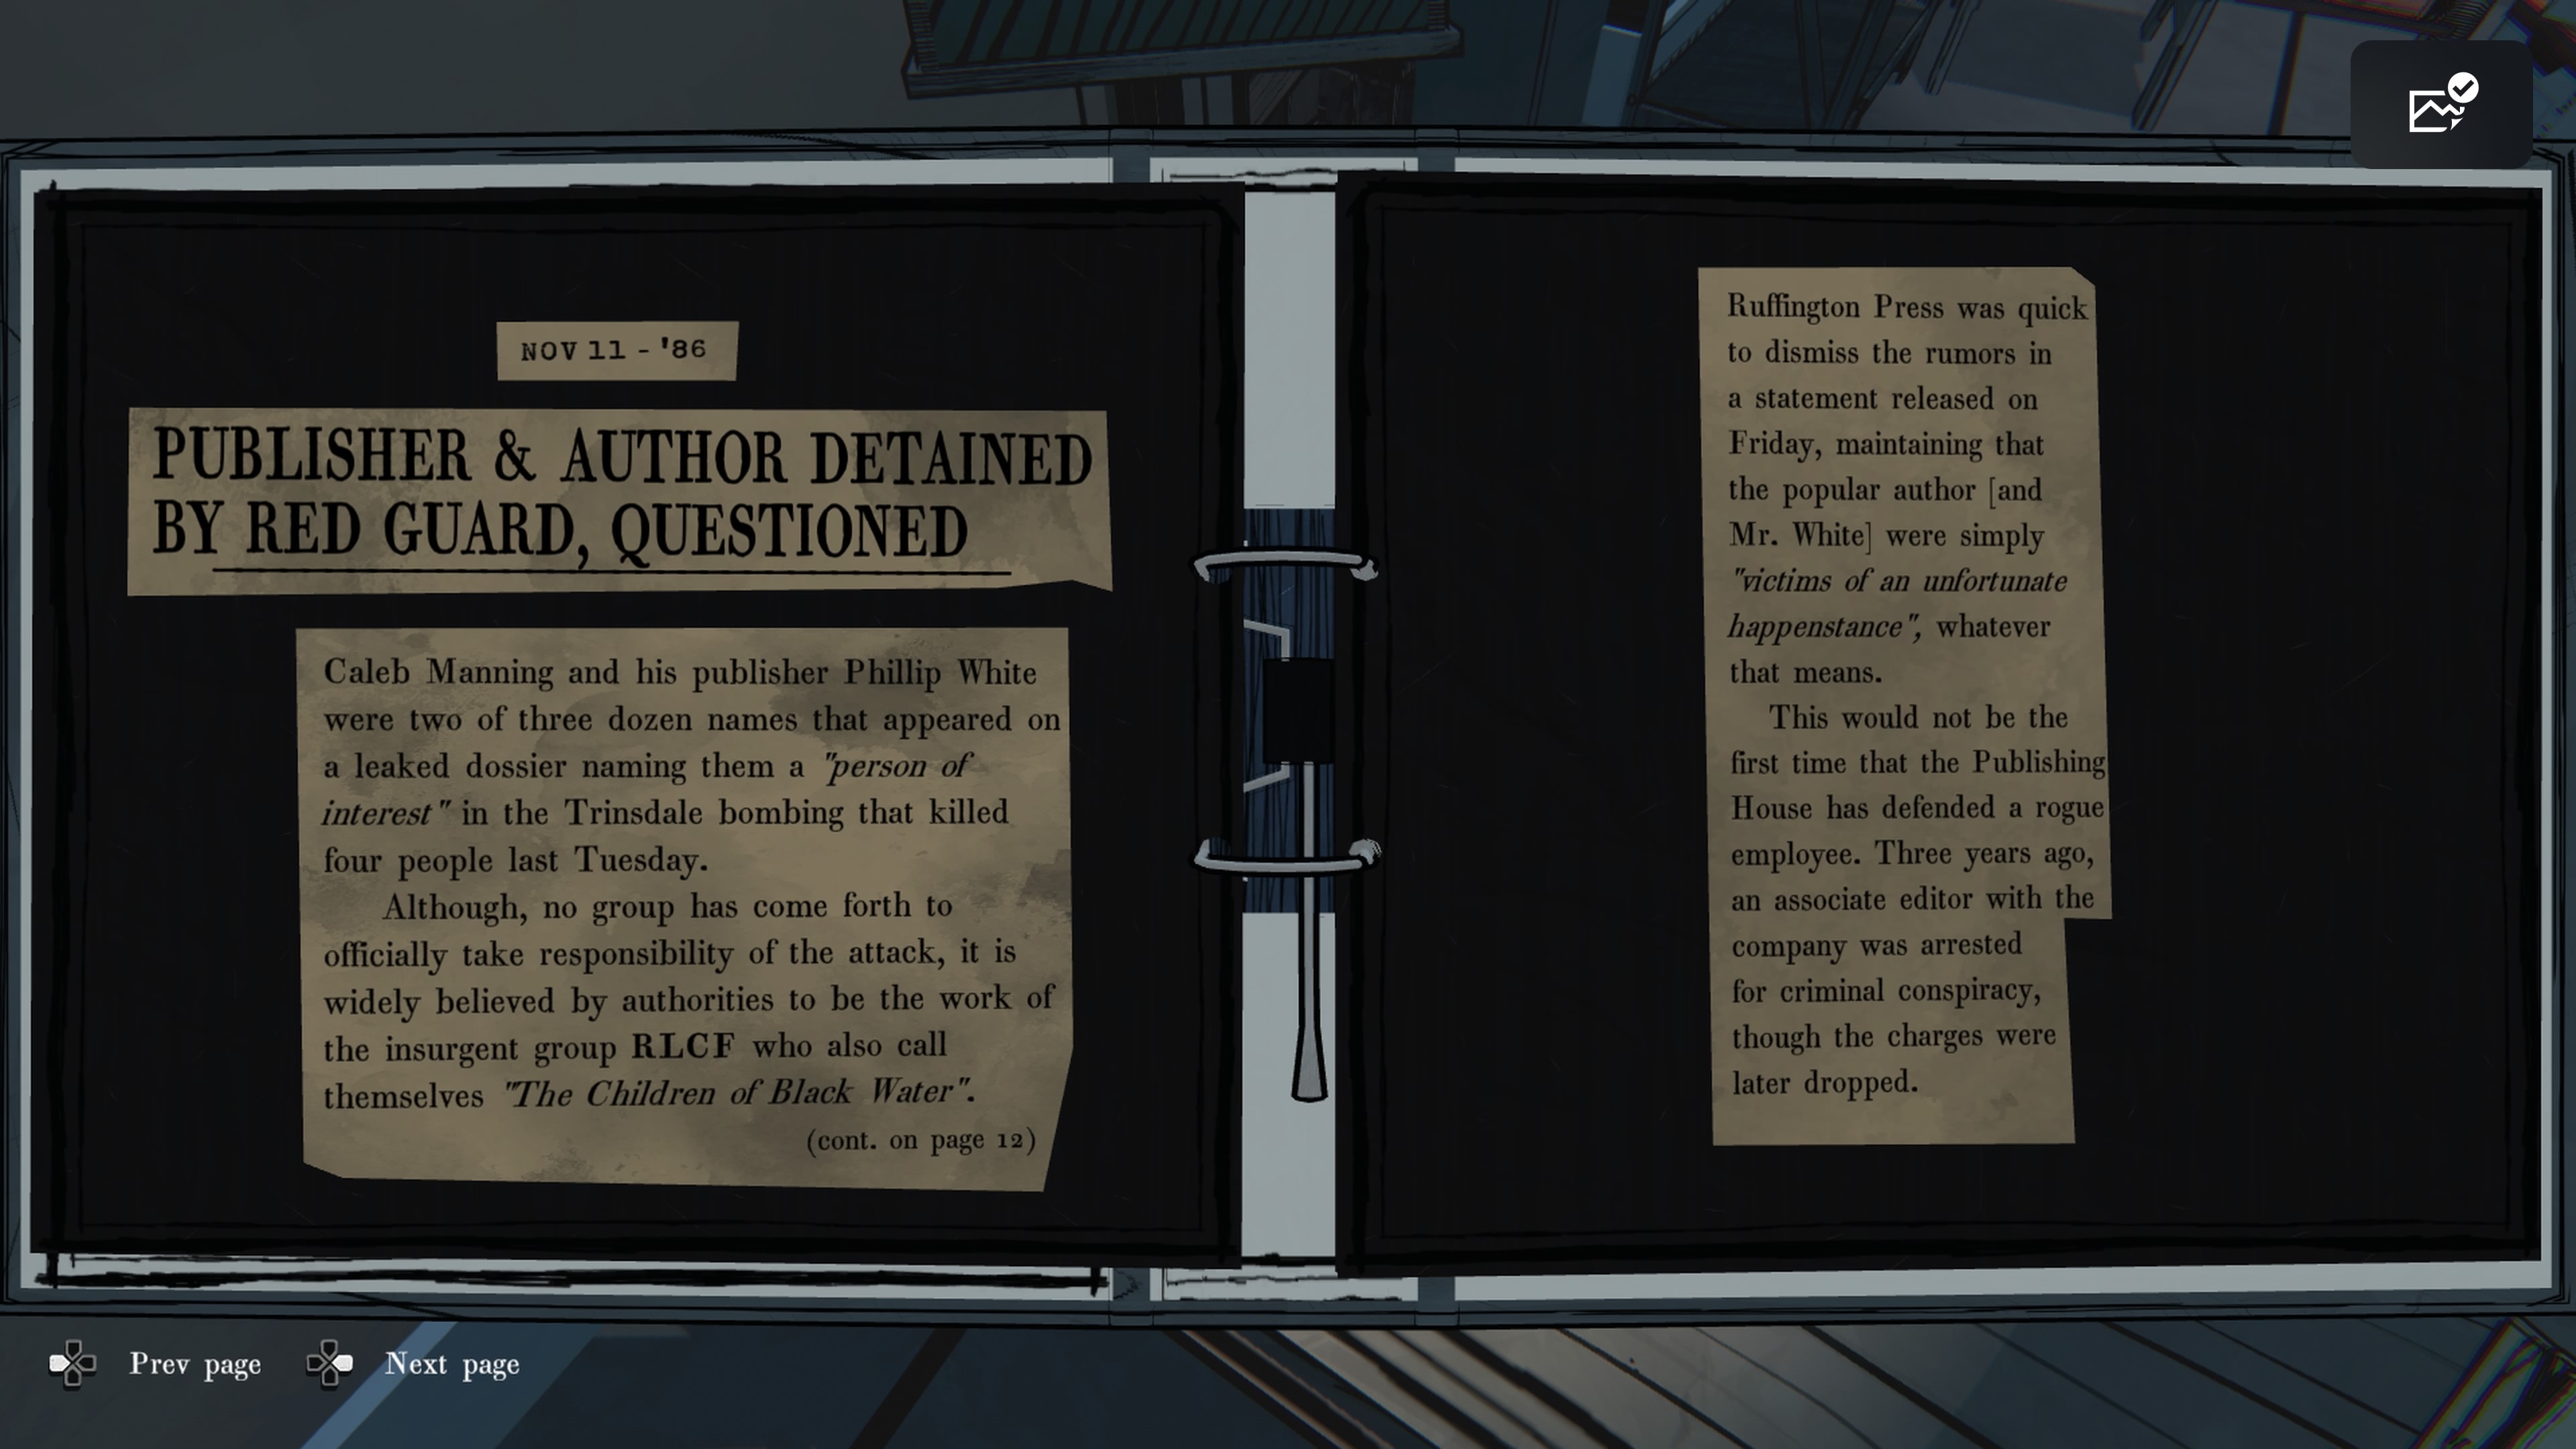 NOV 11 - '86
PUBLISHER & AUTHOR DETAINED
BY RED GUARD, QUESTIONED
Caleb Manning and his publisher Phillip White
were two of three dozen names that appeared on
a leaked dossier naming them a "person of
interest" in the Trinsdale bombing that killed
four people last Tuesday.
Although, no group has come forth to
officially take responsibility of the attack, it is
widely believed by authorities to be the work of
the insurgent group RLCF who also call
themselves "The Children of Black Water".
(cont. on page 12)
Ruffington Press was quick
to dismiss the rumors in
a statement released on
Friday, maintaining that
the popular author [and
Mr. White] were simply
"victims of an unfortunate
happenstance", whatever
that means.
This would not be the
first time that the Publishing
House has defended a rogue
employee. Three years ago,
an associate editor with the
company was arrested
for criminal conspiracy,
though the charges were
later dropped.
Prev page
Next page